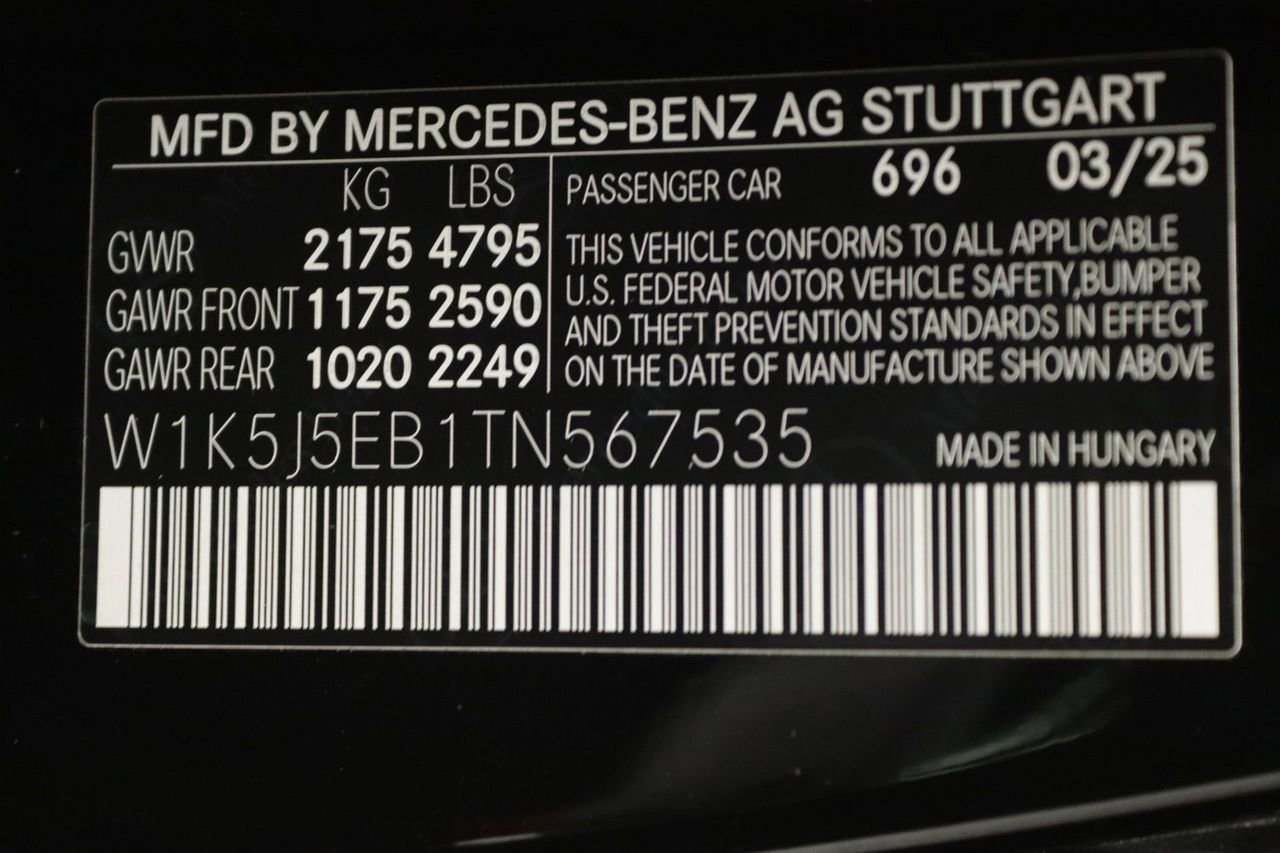 MFD BY MERCEDES-BENZ AG STUTTGART
KG LBS
GVWR 2175 4795
GAWR FRONT 1175 2590
GAWR REAR 1020 2249
PASSENGER CAR 696 03/25
THIS VEHICLE CONFORMS TO ALL APPLICABLE
U.S. FEDERAL MOTOR VEHICLE SAFETY,BUMPER
AND THEFT PREVENTION STANDARDS IN EFFECT
ON THE DATE OF MANUFACTURE SHOWN ABOVE
W1K5J5EB1TN567535
MADE IN HUNGARY